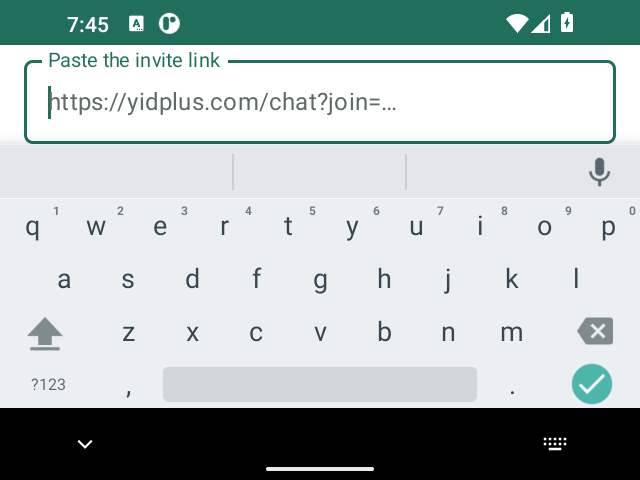 7:45
Paste the invite link
https://yidplus.com/chat?join=…
q 1 w 2 e 3 r 4 t 5 y 6 u 7 i 8 o 9 p 0
a s d f g h j k l
z x c v b n m
?123 , .